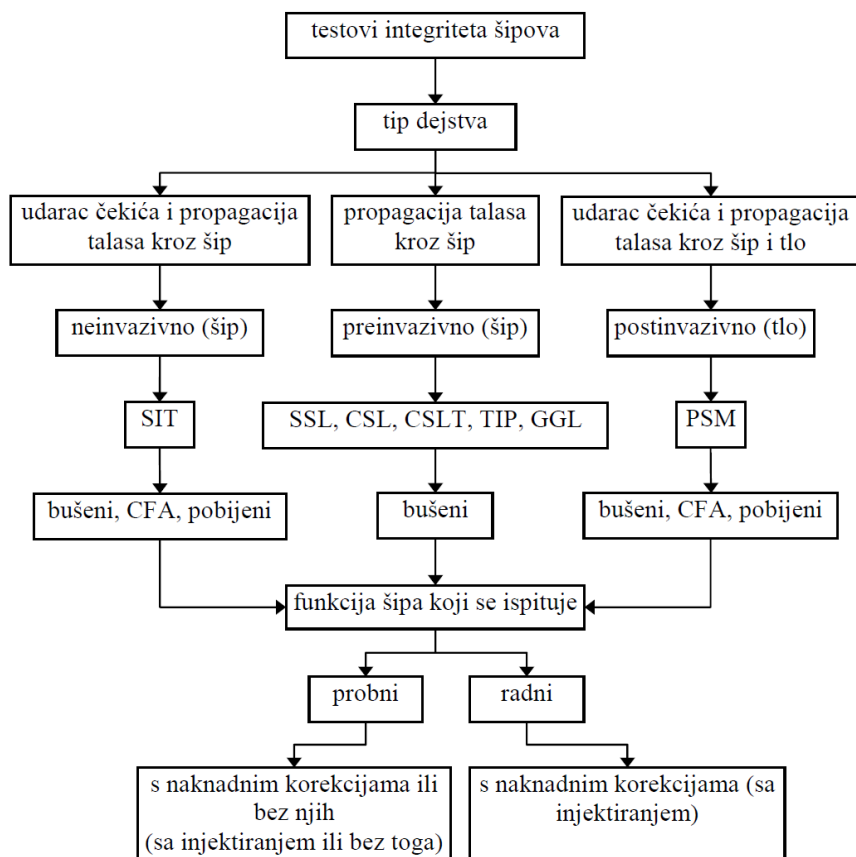 testovi integriteta šipova
tip dejstva
udarac čekića i propagacija
talasa kroz šip
propagacija talasa
kroz šip
udarac čekića i propagacija
talasa kroz šip i tlo
neinvazivno (šip)
preinvazivno (šip)
postinvazivno (tlo)
SIT
SSL, CSL, CSLT, TIP, GGL
PSM
bušeni, CFA, pobijeni
bušeni
bušeni, CFA, pobijeni
funkcija šipa koji se ispituje
probni
radni
s naknadnim korekcijama ili
bez njih
(sa injektiranjem ili bez toga)
s naknadnim korekcijama (sa
injektiranjem)